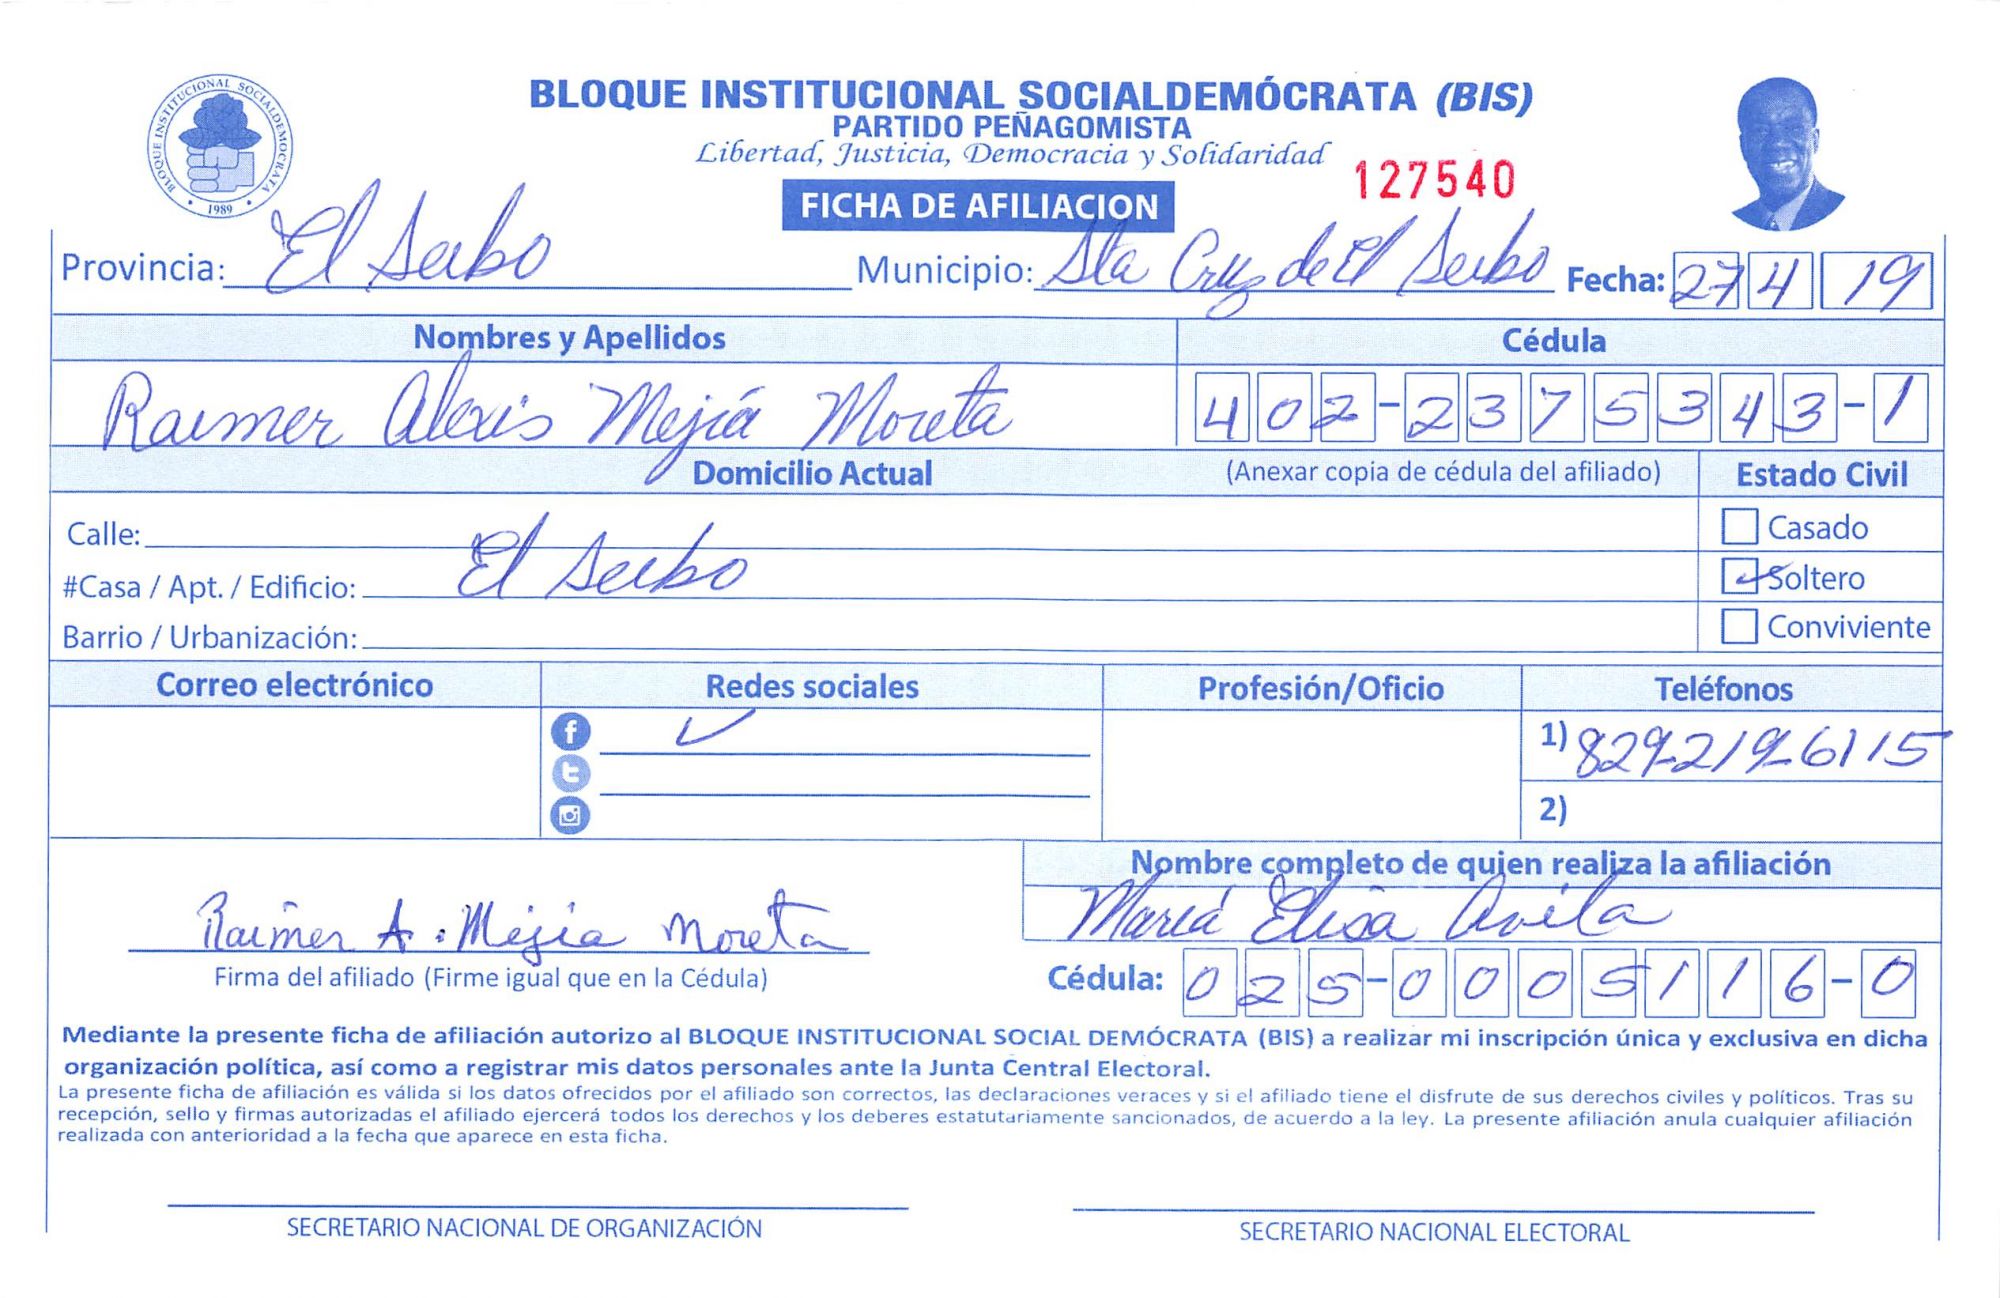 BLOQUE INSTITUCIONAL SOCIALDEMOCRATA
1989
BLOQUE INSTITUCIONAL SOCIALDEMÓCRATA (BIS)
PARTIDO PEÑAGOMISTA
Libertad, Justicia, Democracia y Solidaridad
127540
FICHA DE AFILIACION
Provincia: El Seibo Municipio: Sta Cruz de El Seibo Fecha: 27 4 19
Nombres y Apellidos Cédula
Raimer Alexis Mejiá Moreta 402-2375343-1
Domicilio Actual (Anexar copia de cédula del afiliado) Estado Civil
Calle: Casado
#Casa / Apt. / Edificio: El Seibo Soltero
Barrio / Urbanización: Conviviente
Correo electrónico Redes sociales Profesión/Oficio Teléfonos
1) 829-219-6115
2)
Nombre completo de quien realiza la afiliación
Raimer A. Mejia Moreta Mariá Elisa Avila
Firma del afiliado (Firme igual que en la Cédula) Cédula: 025-0005116-0
Mediante la presente ficha de afiliación autorizo al BLOQUE INSTITUCIONAL SOCIAL DEMÓCRATA (BIS) a realizar mi inscripción única y exclusiva en dicha
organización política, así como a registrar mis datos personales ante la Junta Central Electoral.
La presente ficha de afiliación es válida si los datos ofrecidos por el afiliado son correctos, las declaraciones veraces y si el afiliado tiene el disfrute de sus derechos civiles y políticos. Tras su
recepción, sello y firmas autorizadas el afiliado ejercerá todos los derechos y los deberes estatutariamente sancionados, de acuerdo a la ley. La presente afiliación anula cualquier afiliación
realizada con anterioridad a la fecha que aparece en esta ficha.
SECRETARIO NACIONAL DE ORGANIZACIÓN SECRETARIO NACIONAL ELECTORAL